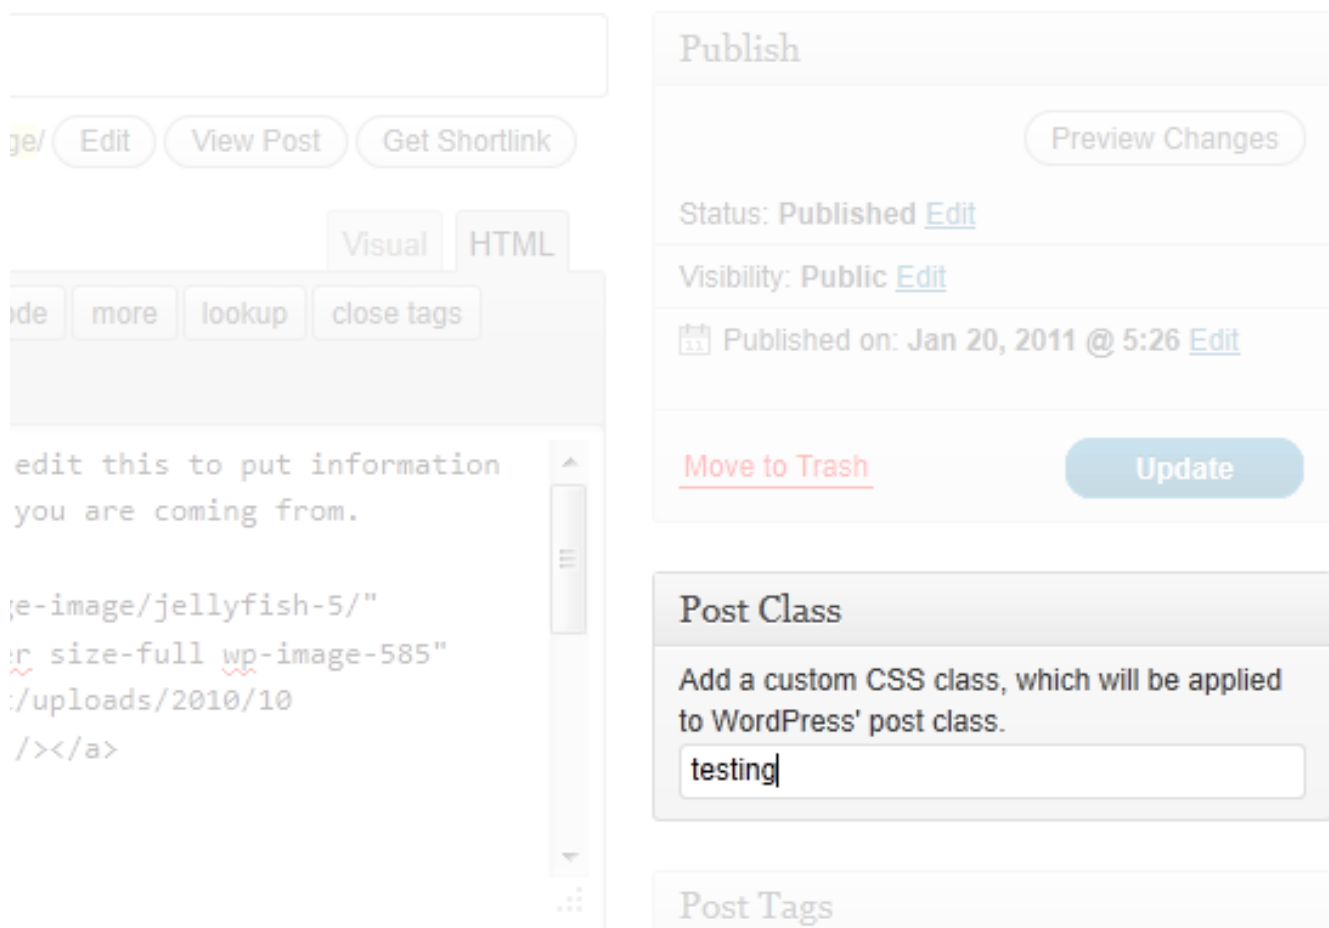 ge/ Edit View Post Get Shortlink
Visual HTML
ode more lookup close tags
edit this to put information
you are coming from.
ge-image/jellyfish-5/"
er size-full wp-image-585"
t/uploads/2010/10
/></a>
Publish
Preview Changes
Status: Published Edit
Visibility: Public Edit
11 Published on: Jan 20, 2011 @ 5:26 Edit
Move to Trash Update
Post Class
Add a custom CSS class, which will be applied
to WordPress' post class.
testing
Post Tags